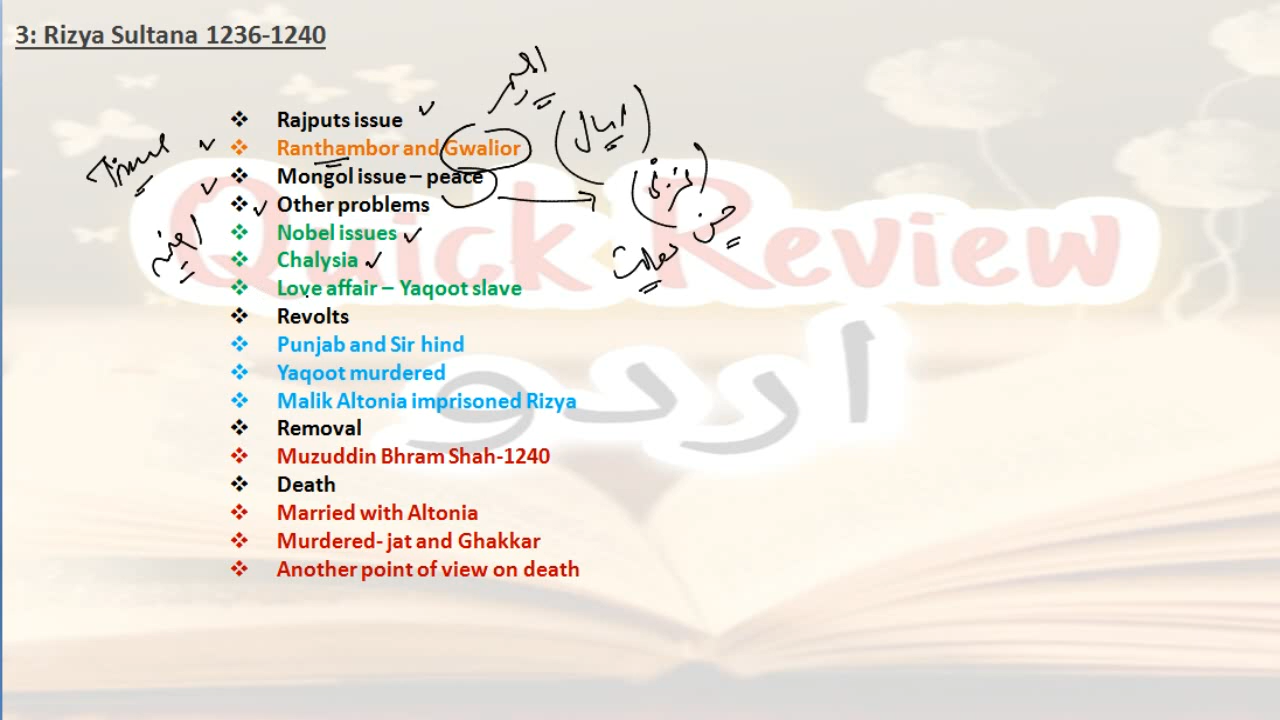 3: Rizya Sultana 1236-1240
Rajputs issue
Ranthambor and Gwalior
Mongol issue – peace
Other problems
Nobel issues
Chalysia
Love affair – Yaqoot slave
Revolts
Punjab and Sir hind
Yaqoot murdered
Malik Altonia imprisoned Rizya
Removal
Muzuddin Bhram Shah-1240
Death
Married with Altonia
Murdered- jat and Ghakkar
Another point of view on death
Quick Review
اردو